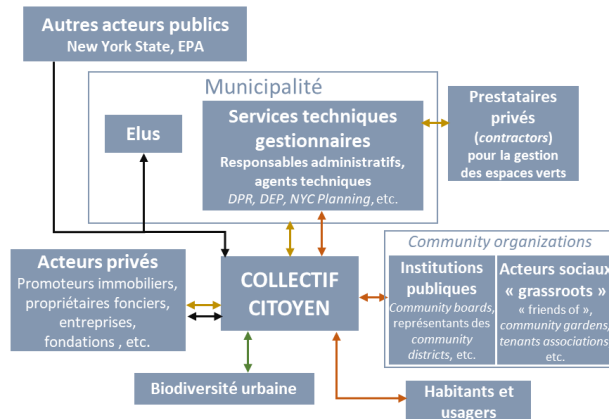 Autres acteurs publics
New York State, EPA
Municipalité
Elus
Services techniques
gestionnaires
Responsables administratifs,
agents techniques
DPR, DEP, NYC Planning, etc.
Prestataires
privés
(contractors)
pour la gestion
des espaces verts
Acteurs privés
Promoteurs immobiliers,
propriétaires fonciers,
entreprises,
fondations , etc.
COLLECTIF
CITOYEN
Community organizations
Institutions
publiques
Community boards,
représentants des
community
districts, etc.
Acteurs sociaux
« grassroots »
« friends of »,
community gardens,
tenants associations
etc.
Biodiversité urbaine
Habitants et
usagers